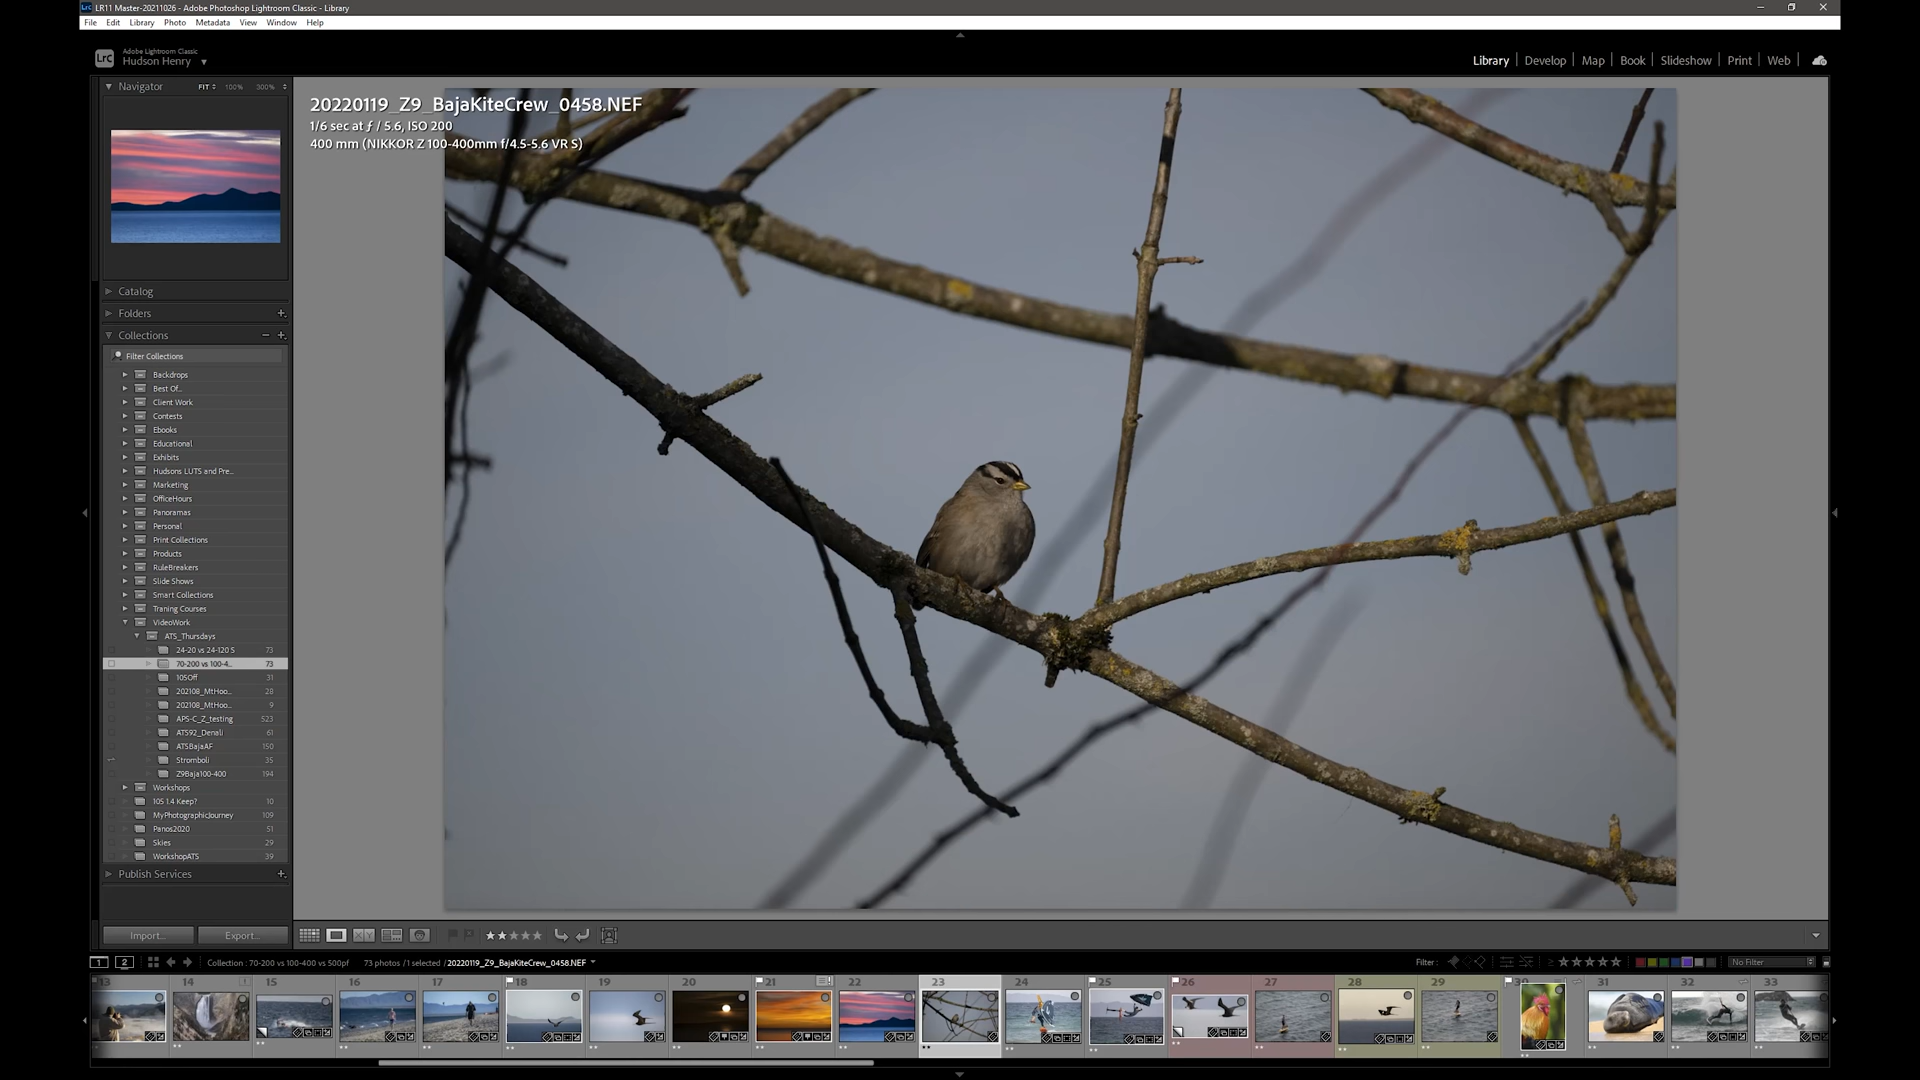 LR11 Master-20211026 - Adobe Photoshop Lightroom Classic - Library
File Edit Library Photo Metadata View Window Help
LrC
Adobe Lightroom Classic
Hudson Henry
Library Develop Map Book Slideshow Print Web
Navigator FIT 100% 300%
20220119_Z9_BajaKiteCrew_0458.NEF
1/6 sec at ƒ / 5.6, ISO 200
400 mm (NIKKOR Z 100-400mm f/4.5-5.6 VR S)
Catalog
Folders
Collections
Filter Collections
Backdrops
Best Of...
Client Work
Contests
Ebooks
Educational
Exhibits
Hudsons LUTS and Pre...
Marketing
OfficeHours
Panoramas
Personal
Print Collections
Products
RuleBreakers
Slide Shows
Smart Collections
Traning Courses
VideoWork
ATS_Thursdays
24-20 vs 24-120 S 73
70-200 vs 100-4... 73
105Off 31
202108_MtHoo... 28
202108_MtHoo... 9
APS-C_Z_testing 523
ATS92_Denali 61
ATSBajaAF 150
Stromboli 35
Z9Baja100-400 194
Workshops
105 1.4 Keep? 10
MyPhotographicJourney 109
Panos2020 51
Skies 29
WorkshopATS 39
Publish Services
Import... Export...
X Y
1 2 Collection : 70-200 vs 100-400 vs 500pf 73 photos / 1 selected / 20220119_Z9_BajaKiteCrew_0458.NEF Filter : No Filter
13 14 15 16 17 18 19 20 21 22 23 24 25 26 27 28 29 30 31 32 33